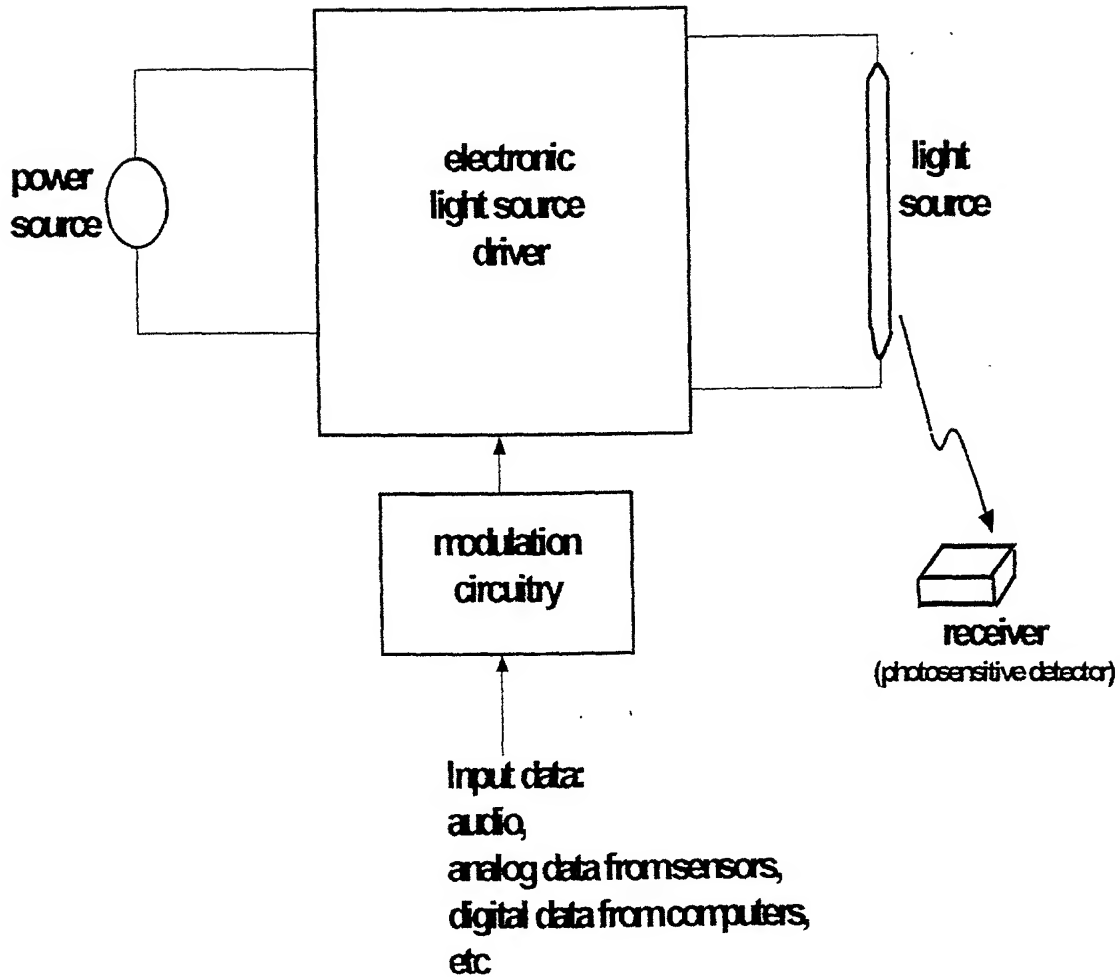 power
source
electronic
light source
driver
light
source
modulation
circuitry
receiver
(photosensitive detector)
Input data:
audio,
analog data from sensors,
digital data from computers,
etc